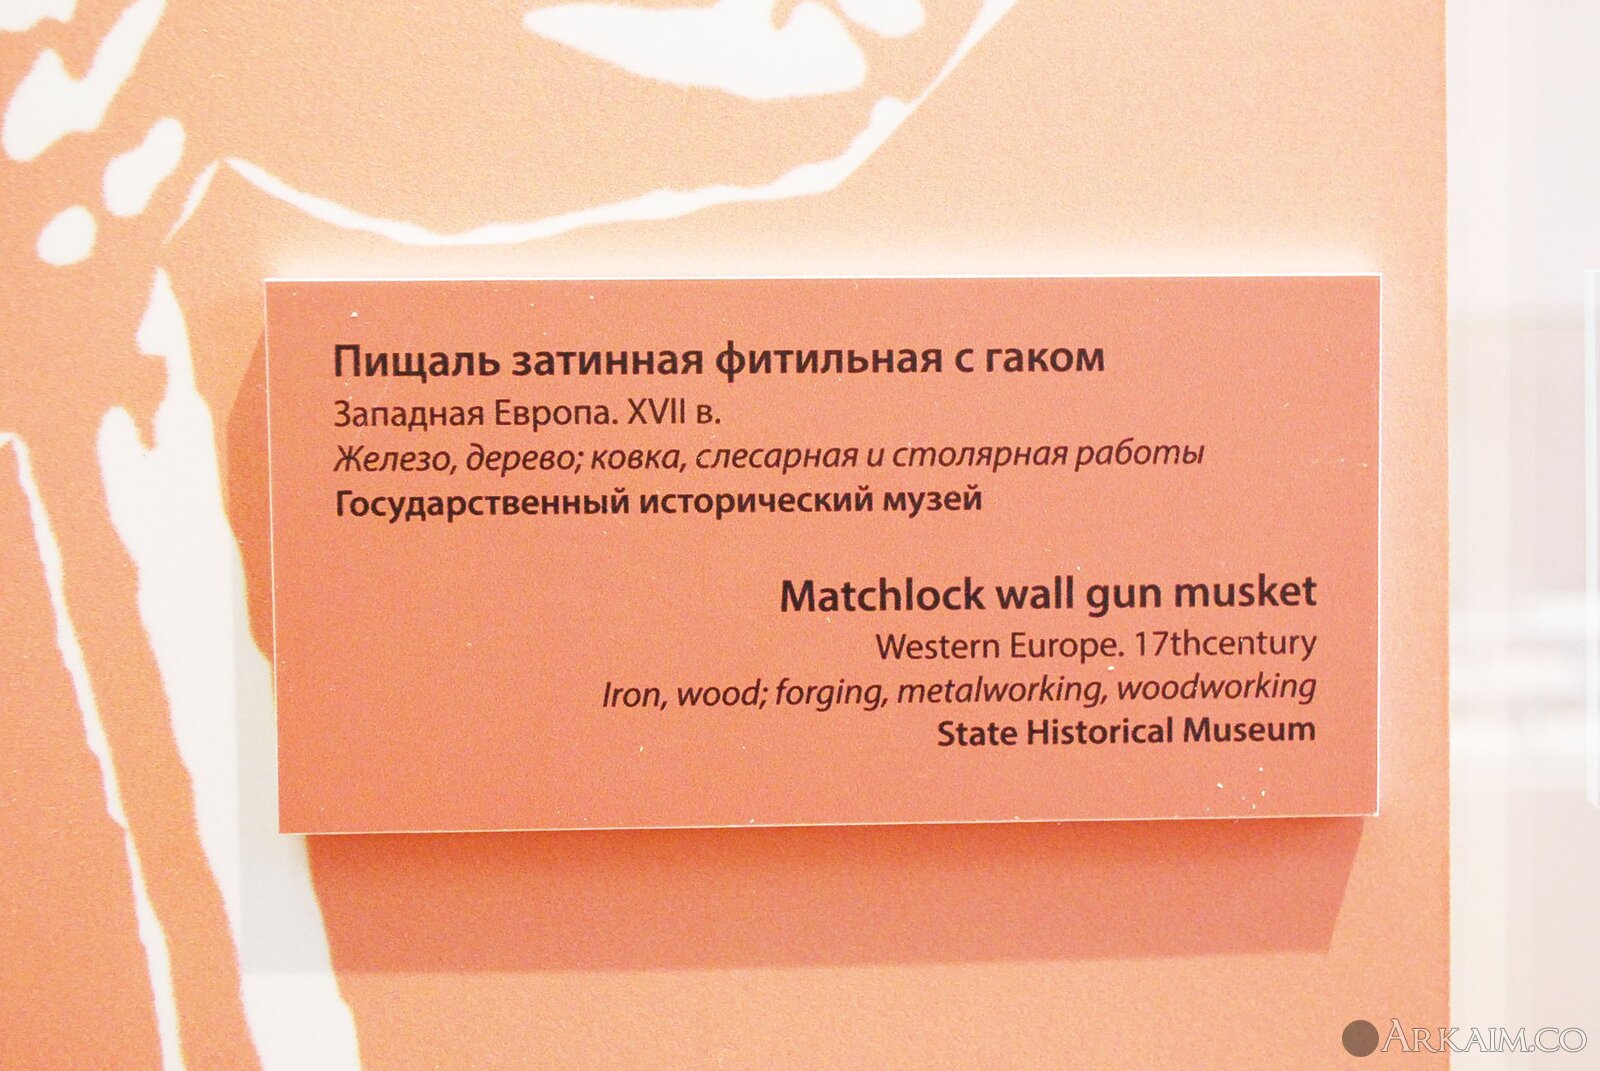 Пищаль затинная фитильная с гаком
Западная Европа. XVII в.
Железо, дерево; ковка, слесарная и столярная работы
Государственный исторический музей
Matchlock wall gun musket
Western Europe. 17thcentury
Iron, wood; forging, metalworking, woodworking
State Historical Museum
ARKAIM.CO